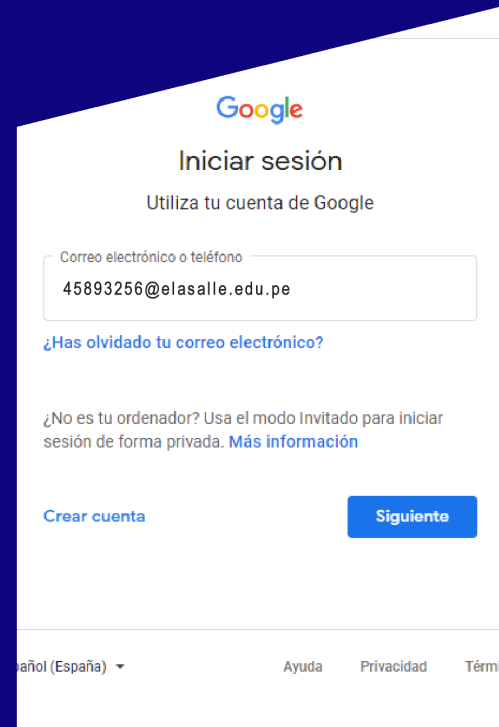 Google
Iniciar sesión
Utiliza tu cuenta de Google
Correo electrónico o teléfono
45893256@elasalle.edu.pe
¿Has olvidado tu correo electrónico?
¿No es tu ordenador? Usa el modo Invitado para iniciar
sesión de forma privada. Más información
Crear cuenta Siguiente
pañol (España) Ayuda Privacidad Térmi